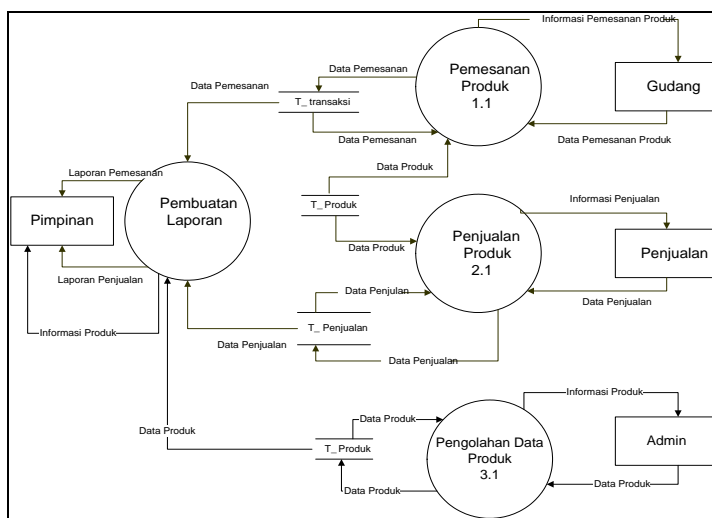 Informasi Pemesanan Produk
Pemesanan
Produk
1.1
Gudang
Data Pemesanan
Data Pemesanan
T_ transaksi
Data Pemesanan
Data Pemesanan Produk
Data Produk
Laporan Pemesanan
Pembuatan
Laporan
Pimpinan
T_ Produk
Informasi Penjualan
Penjualan
Produk
2.1
Penjualan
Data Produk
Laporan Penjualan
Data Penjulan
Data Penjualan
Informasi Produk
T_ Penjualan
Data Penjualan
Data Penjualan
Informasi Produk
Data Produk
Data Produk
Pengolahan Data
Produk
3.1
Admin
T_ Produk
Data Produk
Data Produk